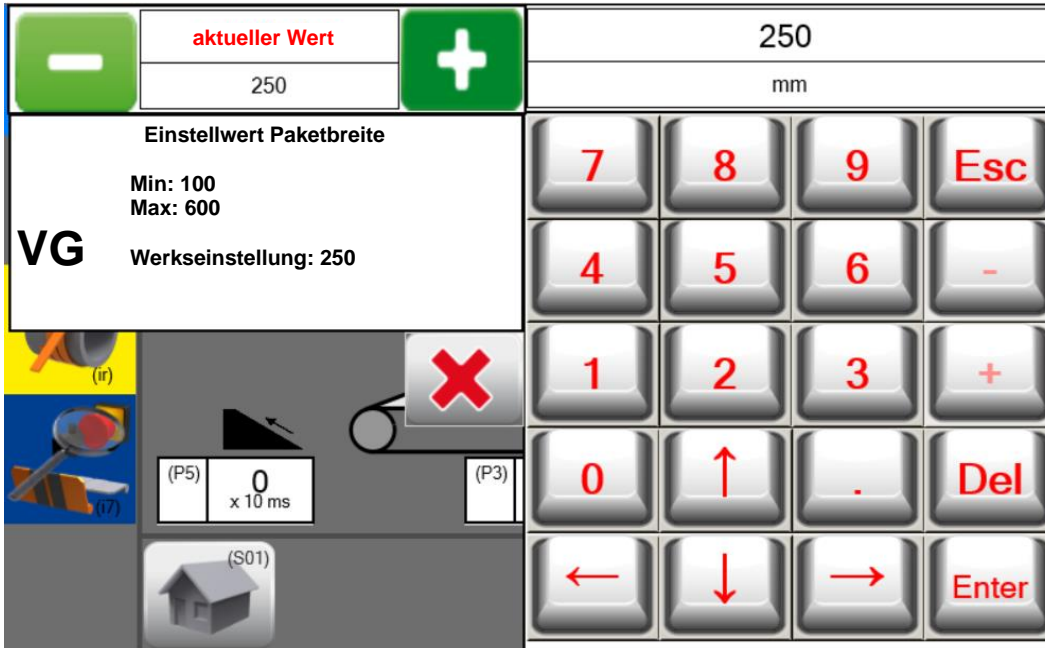 aktueller Wert
250
250
mm
Einstellwert Paketbreite
Min: 100
Max: 600
VG
Werkseinstellung: 250
7 8 9 Esc
4 5 6 -
1 2 3 +
0 ↑ . Del
← ↓ → Enter
(ir)
(i7)
(P5)
0
x 10 ms
(P3)
(S01)